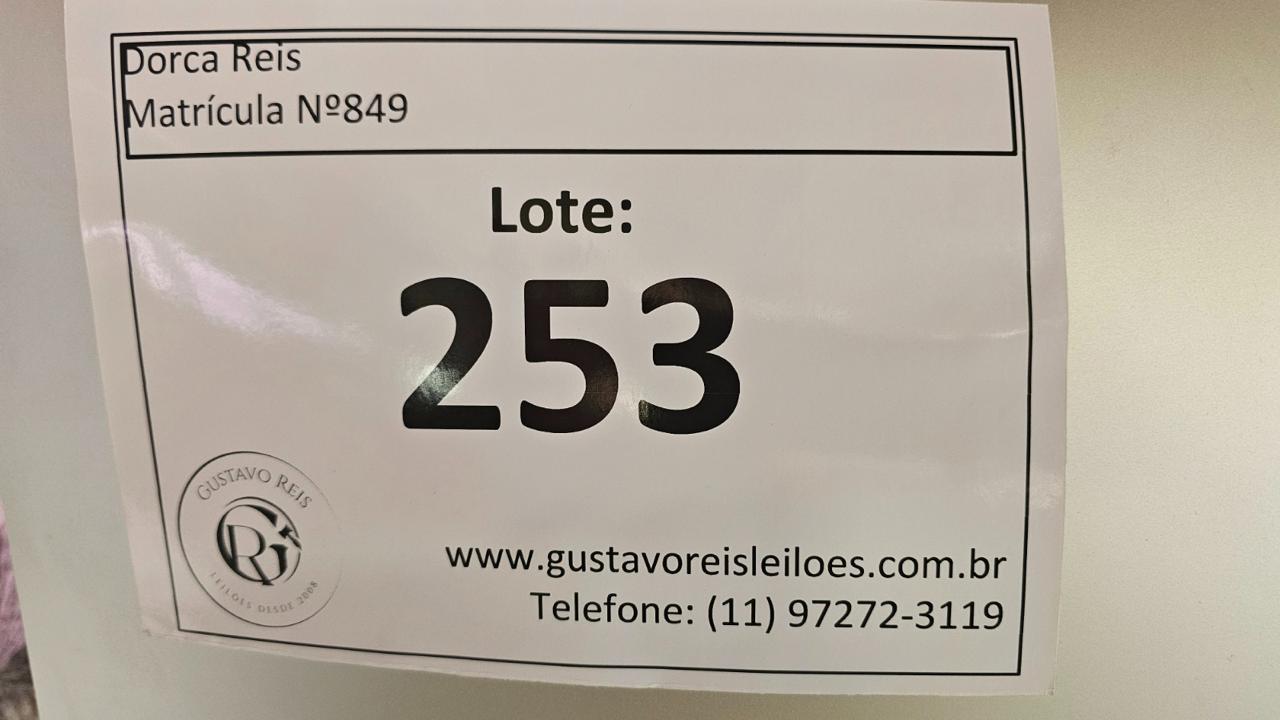 Dorca Reis
Matrícula Nº849
Lote:
253
GUSTAVO REIS
GR
LEILÕES DESDE 2008
www.gustavoreisleiloes.com.br
Telefone: (11) 97272-3119